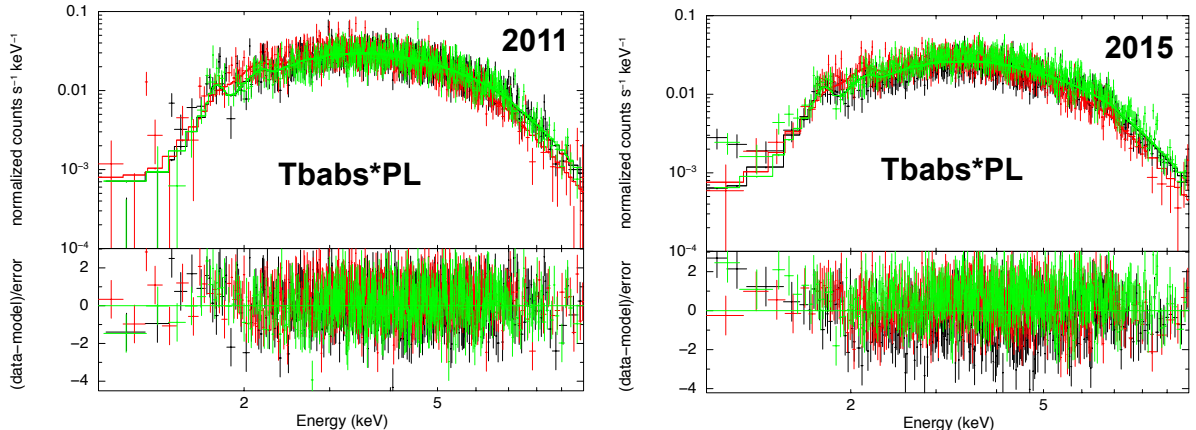 0.1
2011
0.01
10⁻³
Tbabs*PL
10⁻⁴
normalized counts s⁻¹ keV⁻¹
2
0
−2
−4
(data−model)/error
2
5
Energy (keV)
0.1
2015
0.01
10⁻³
Tbabs*PL
10⁻⁴
normalized counts s⁻¹ keV⁻¹
2
0
−2
−4
(data−model)/error
2
5
Energy (keV)